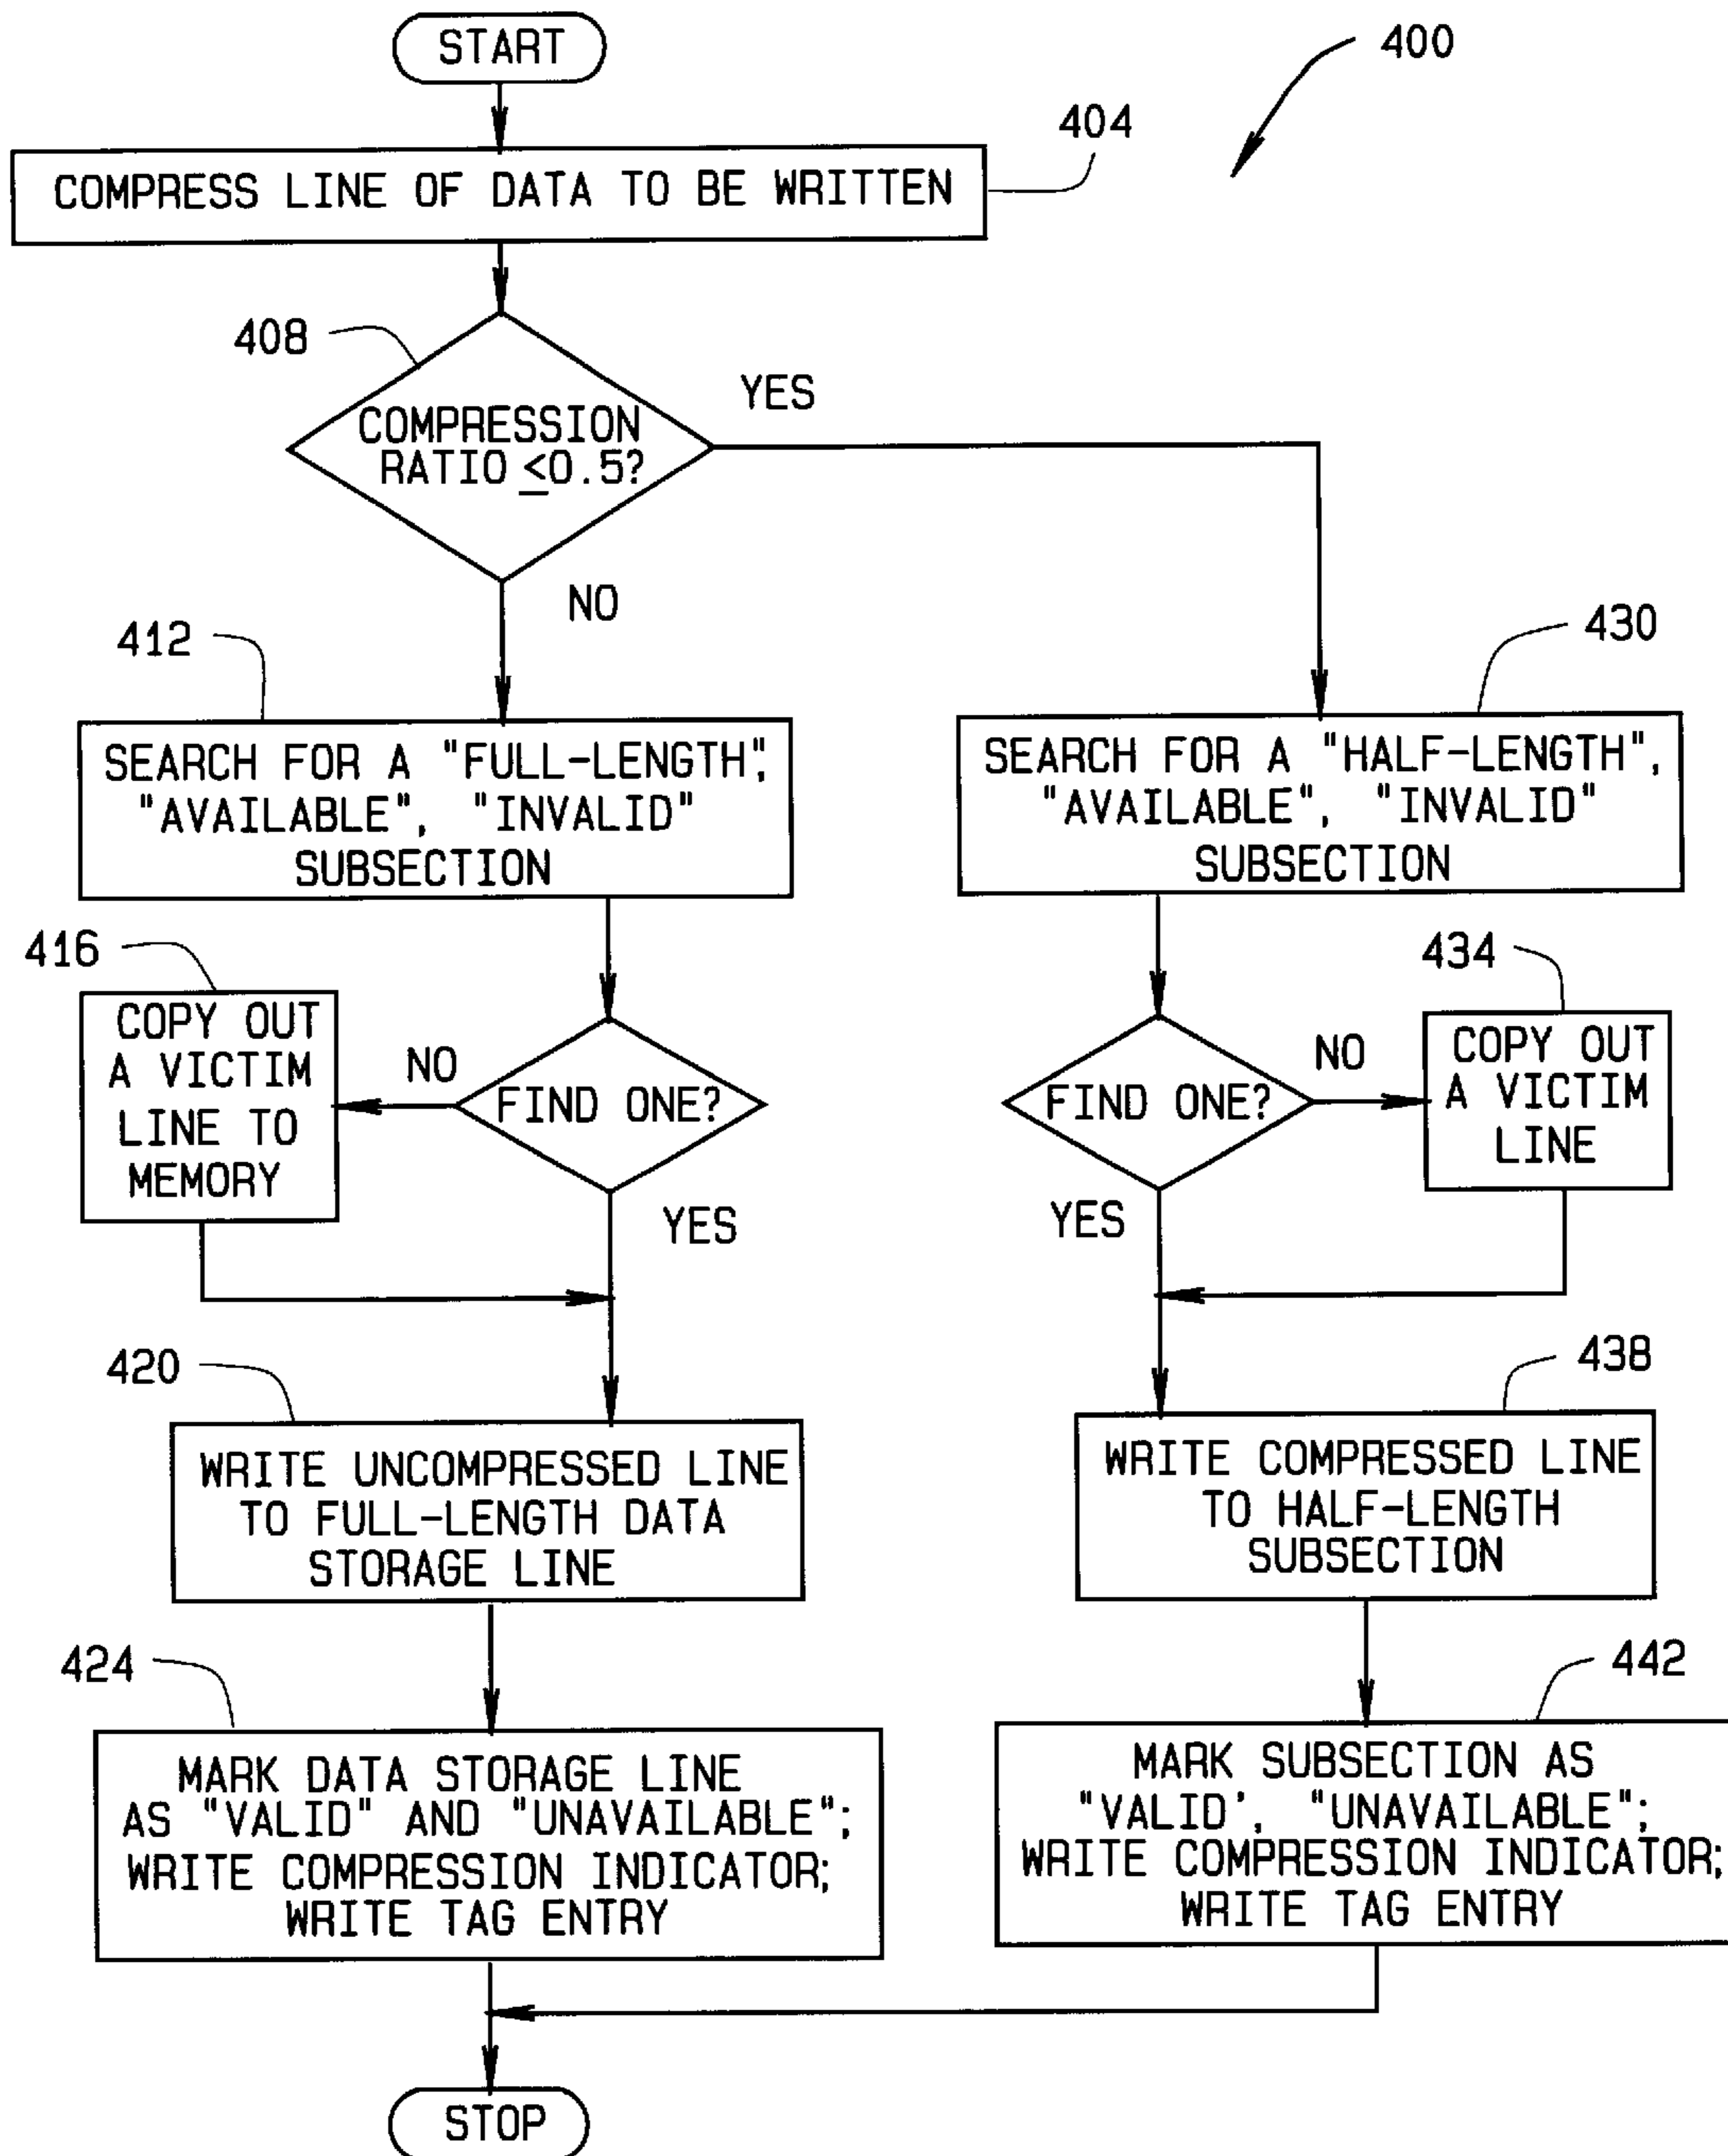 START
400
404
COMPRESS LINE OF DATA TO BE WRITTEN
408
YES
COMPRESSION
RATIO ≤0.5?
NO
412
430
SEARCH FOR A "FULL-LENGTH",
"AVAILABLE", "INVALID"
SUBSECTION
SEARCH FOR A "HALF-LENGTH",
"AVAILABLE", "INVALID"
SUBSECTION
416
434
COPY OUT
A VICTIM
LINE TO
MEMORY
NO
FIND ONE?
YES
FIND ONE?
NO
YES
COPY OUT
A VICTIM
LINE
420
438
WRITE UNCOMPRESSED LINE
TO FULL-LENGTH DATA
STORAGE LINE
WRITE COMPRESSED LINE
TO HALF-LENGTH
SUBSECTION
424
442
MARK DATA STORAGE LINE
AS "VALID" AND "UNAVAILABLE";
WRITE COMPRESSION INDICATOR;
WRITE TAG ENTRY
MARK SUBSECTION AS
"VALID', "UNAVAILABLE";
WRITE COMPRESSION INDICATOR;
WRITE TAG ENTRY
STOP